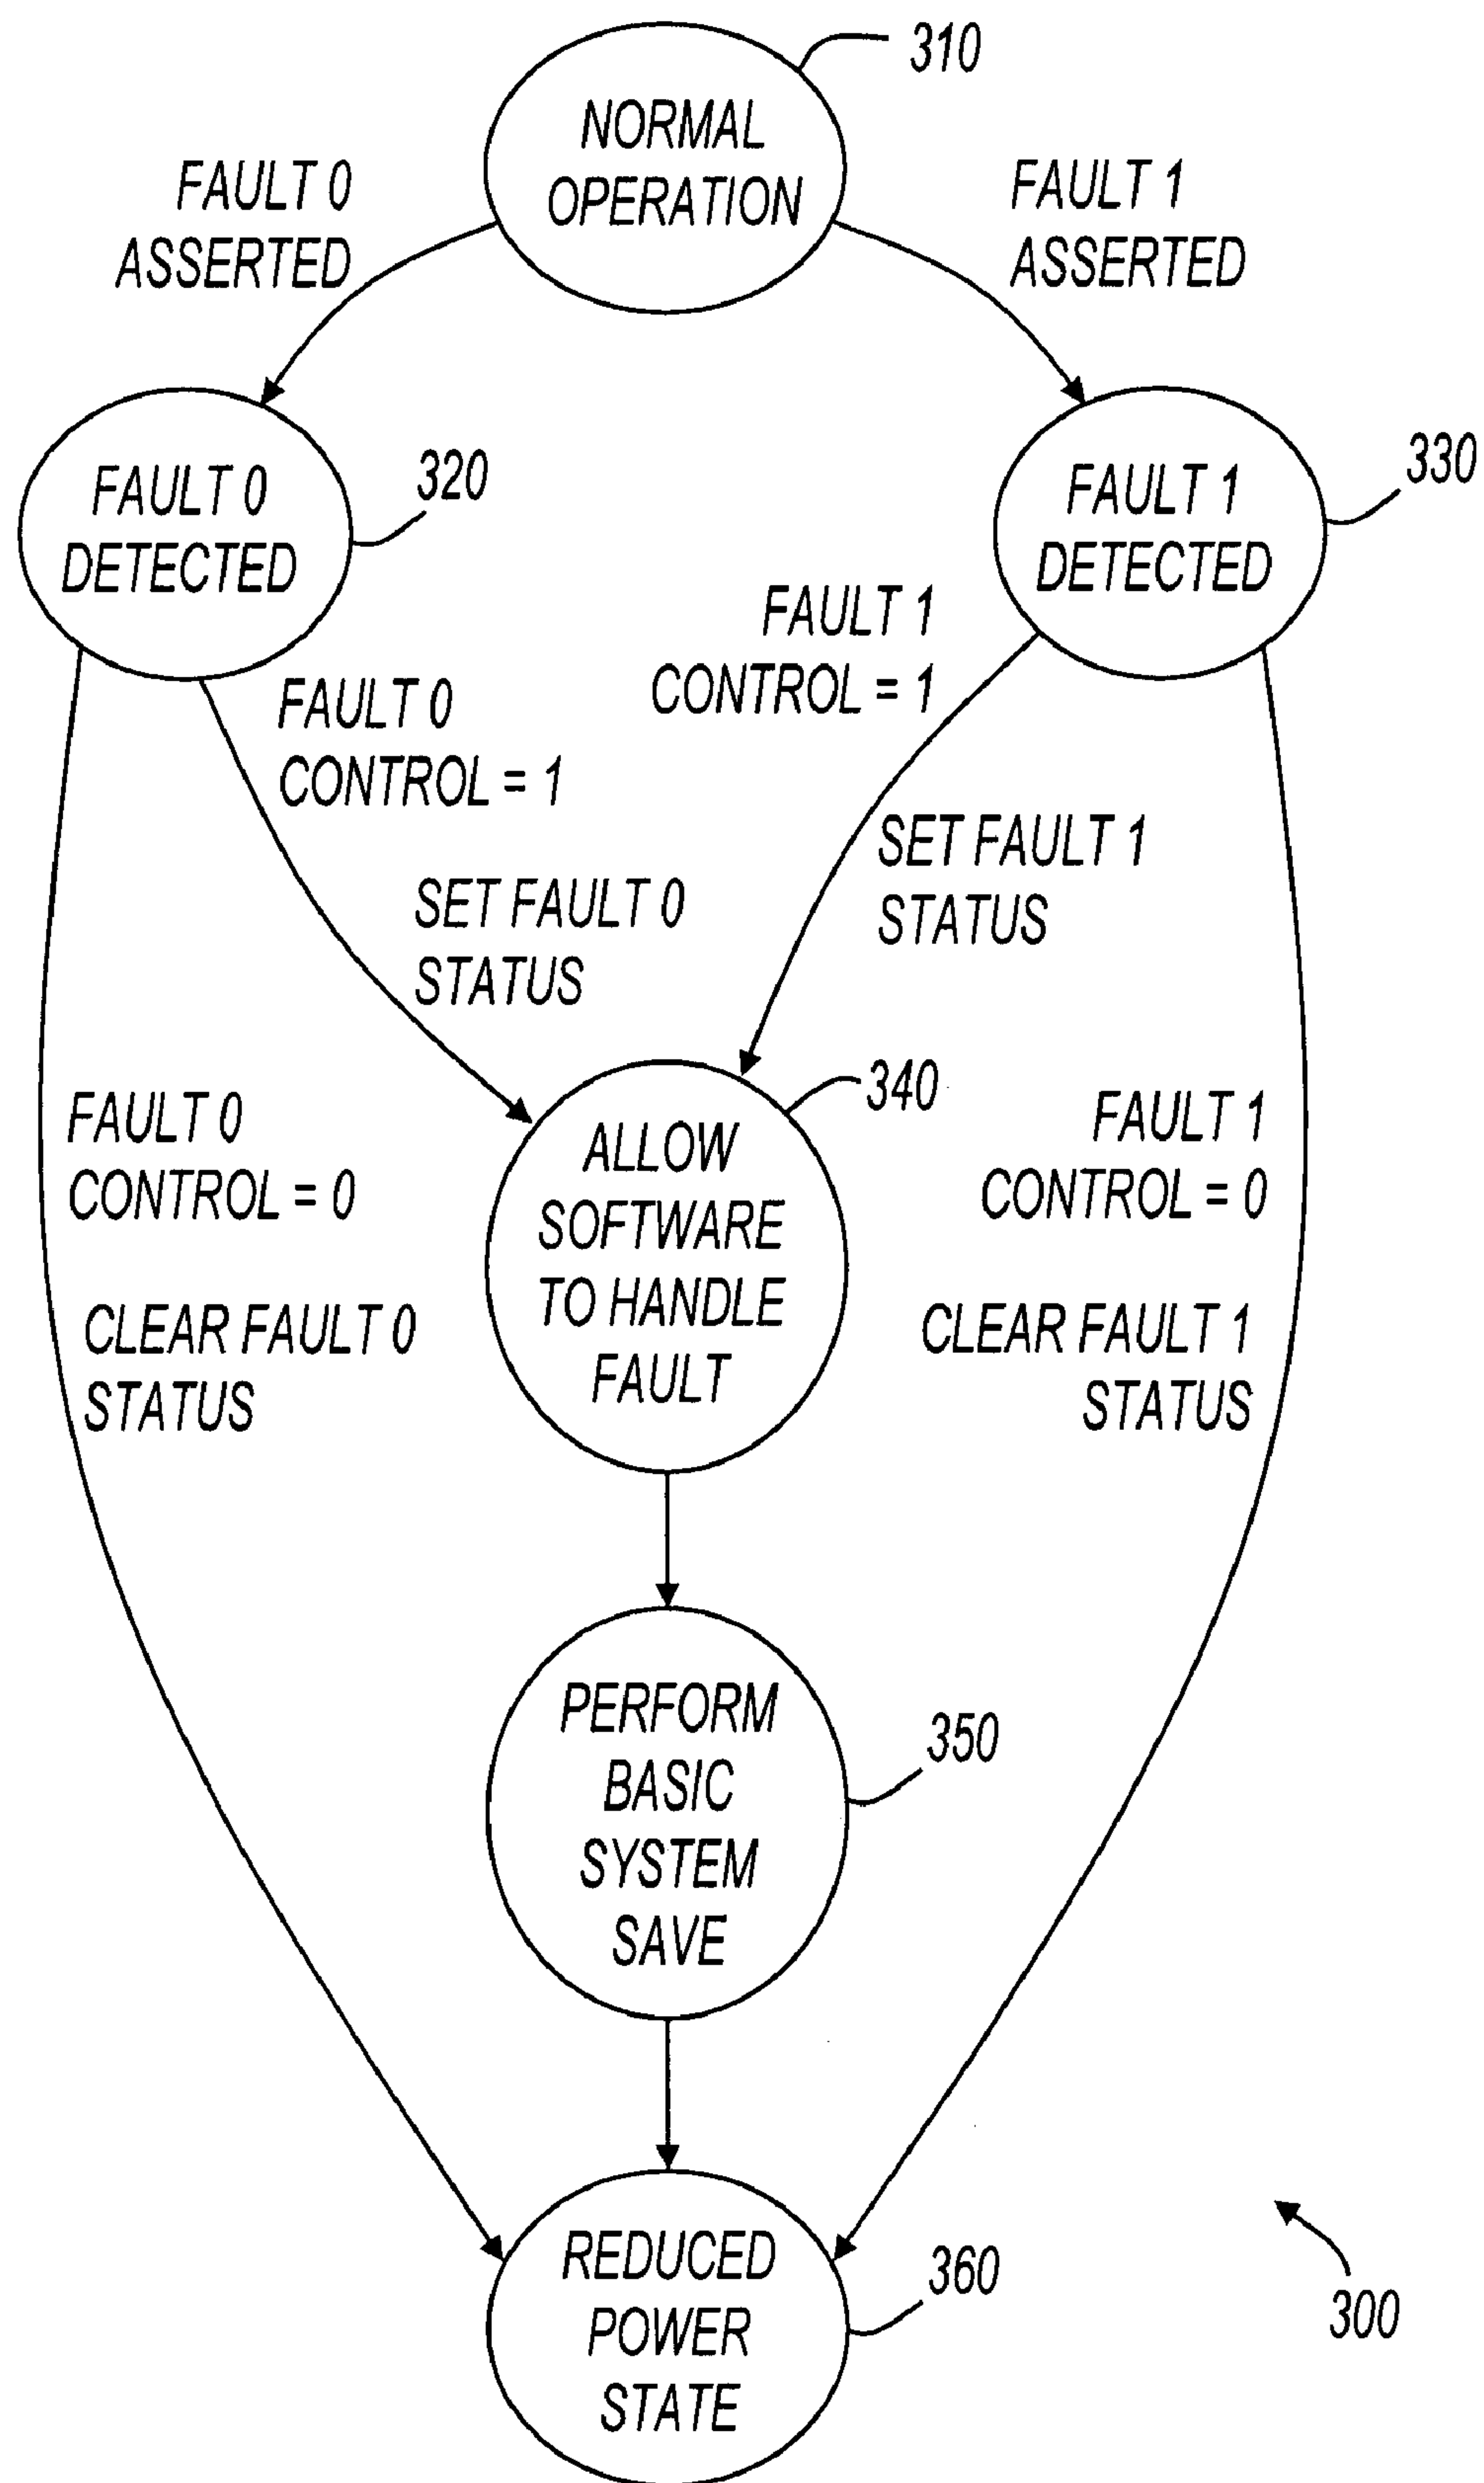 310
NORMAL
OPERATION
FAULT 0
ASSERTED
FAULT 1
ASSERTED
FAULT 0
DETECTED
320
FAULT 1
DETECTED
330
FAULT 0
CONTROL = 1
FAULT 1
CONTROL = 1
SET FAULT 0
STATUS
SET FAULT 1
STATUS
340
FAULT 0
CONTROL = 0
ALLOW
SOFTWARE
TO HANDLE
FAULT
FAULT 1
CONTROL = 0
CLEAR FAULT 0
STATUS
CLEAR FAULT 1
STATUS
PERFORM
BASIC
SYSTEM
SAVE
350
REDUCED
POWER
STATE
360
300